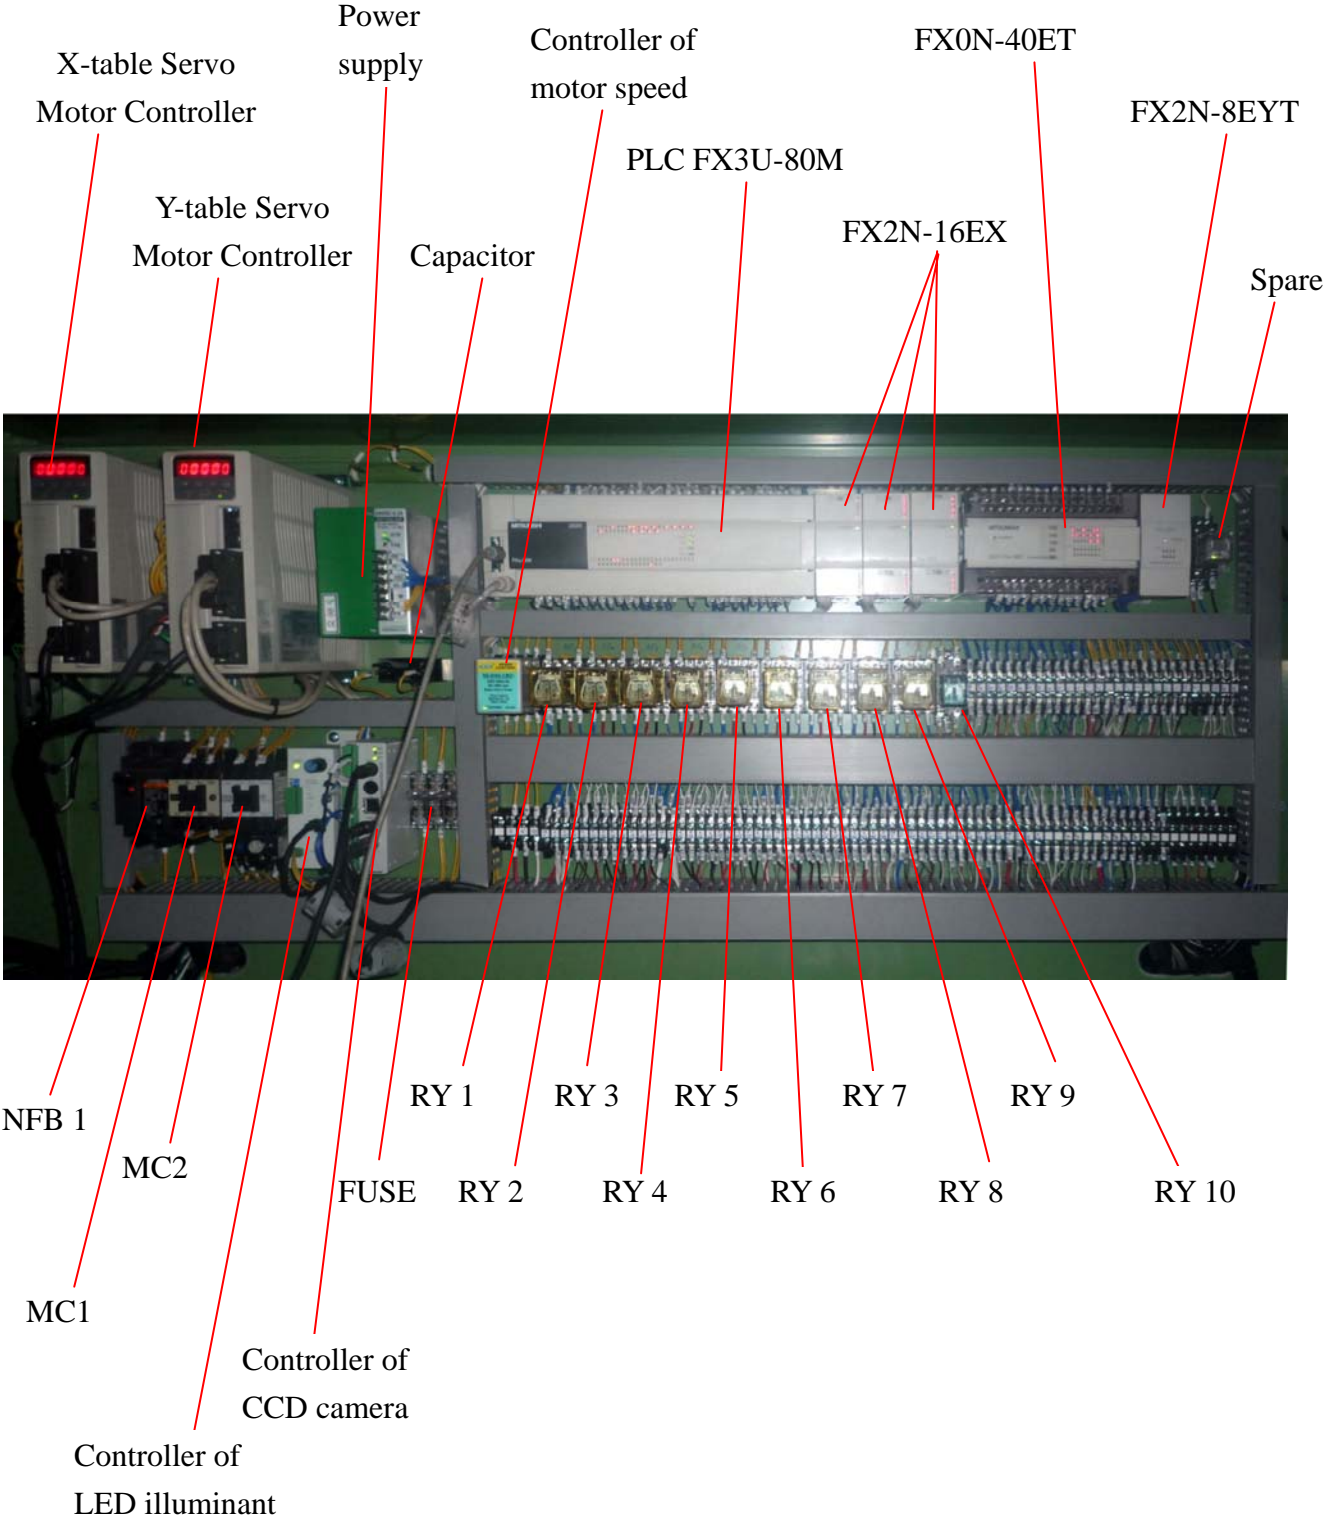 Power
supply
X-table Servo
Motor Controller
Controller of
motor speed
FX0N-40ET
FX2N-8EYT
PLC FX3U-80M
Y-table Servo
Motor Controller
Capacitor
FX2N-16EX
Spare
RY 1
RY 3
RY 5
RY 7
RY 9
NFB 1
MC2
FUSE
RY 2
RY 4
RY 6
RY 8
RY 10
MC1
Controller of
CCD camera
Controller of
LED illuminant